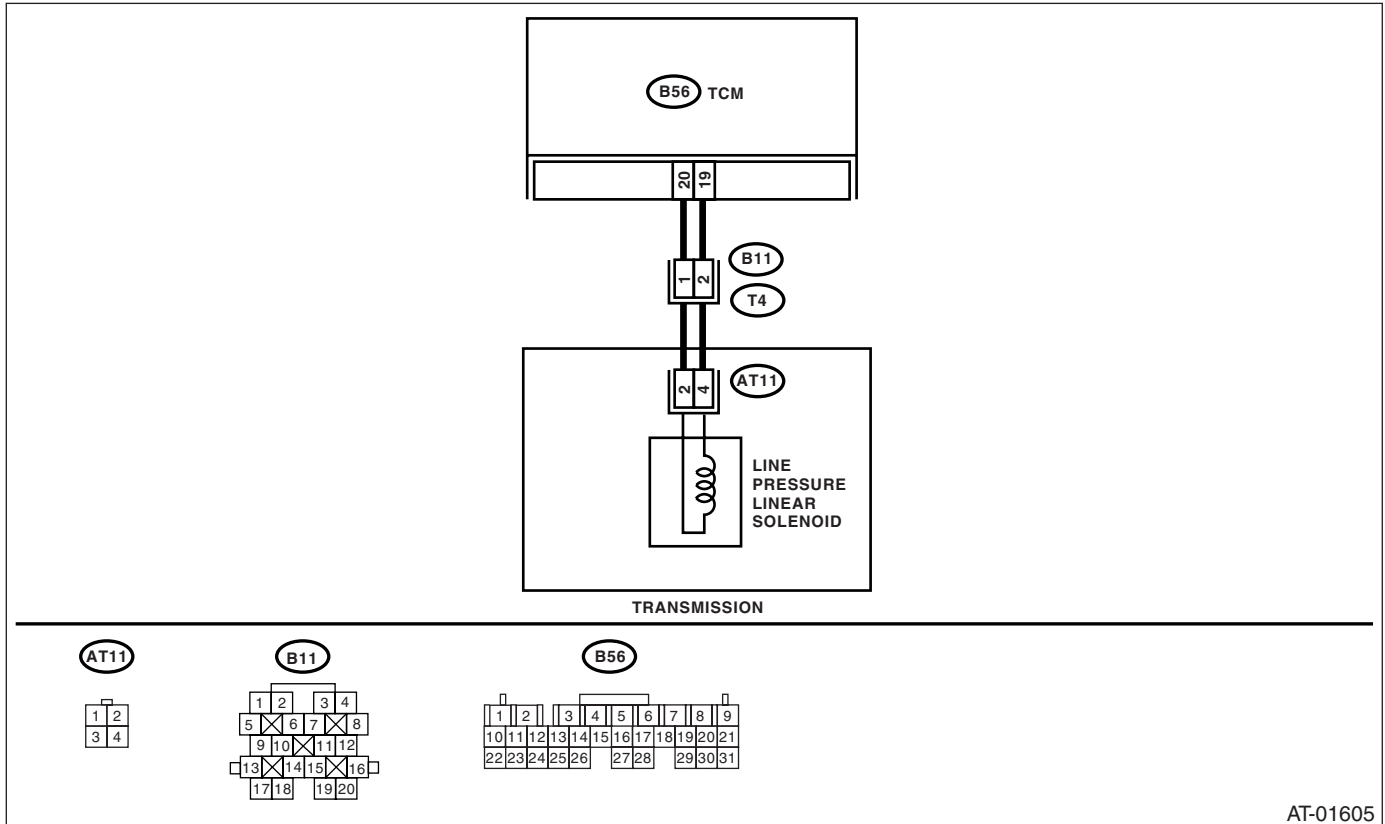 B56 TCM
20 19
B11
1 2
T4
AT11
2 4
LINE
PRESSURE
LINEAR
SOLENOID
TRANSMISSION
AT11 B11 B56
1 2
3 4
1 2 3 4
5 6 7 8
9 10 11 12
13 14 15 16
17 18 19 20
1 2 3 4 5 6 7 8 9
10 11 12 13 14 15 16 17 18 19 20 21
22 23 24 25 26 27 28 29 30 31
AT-01605